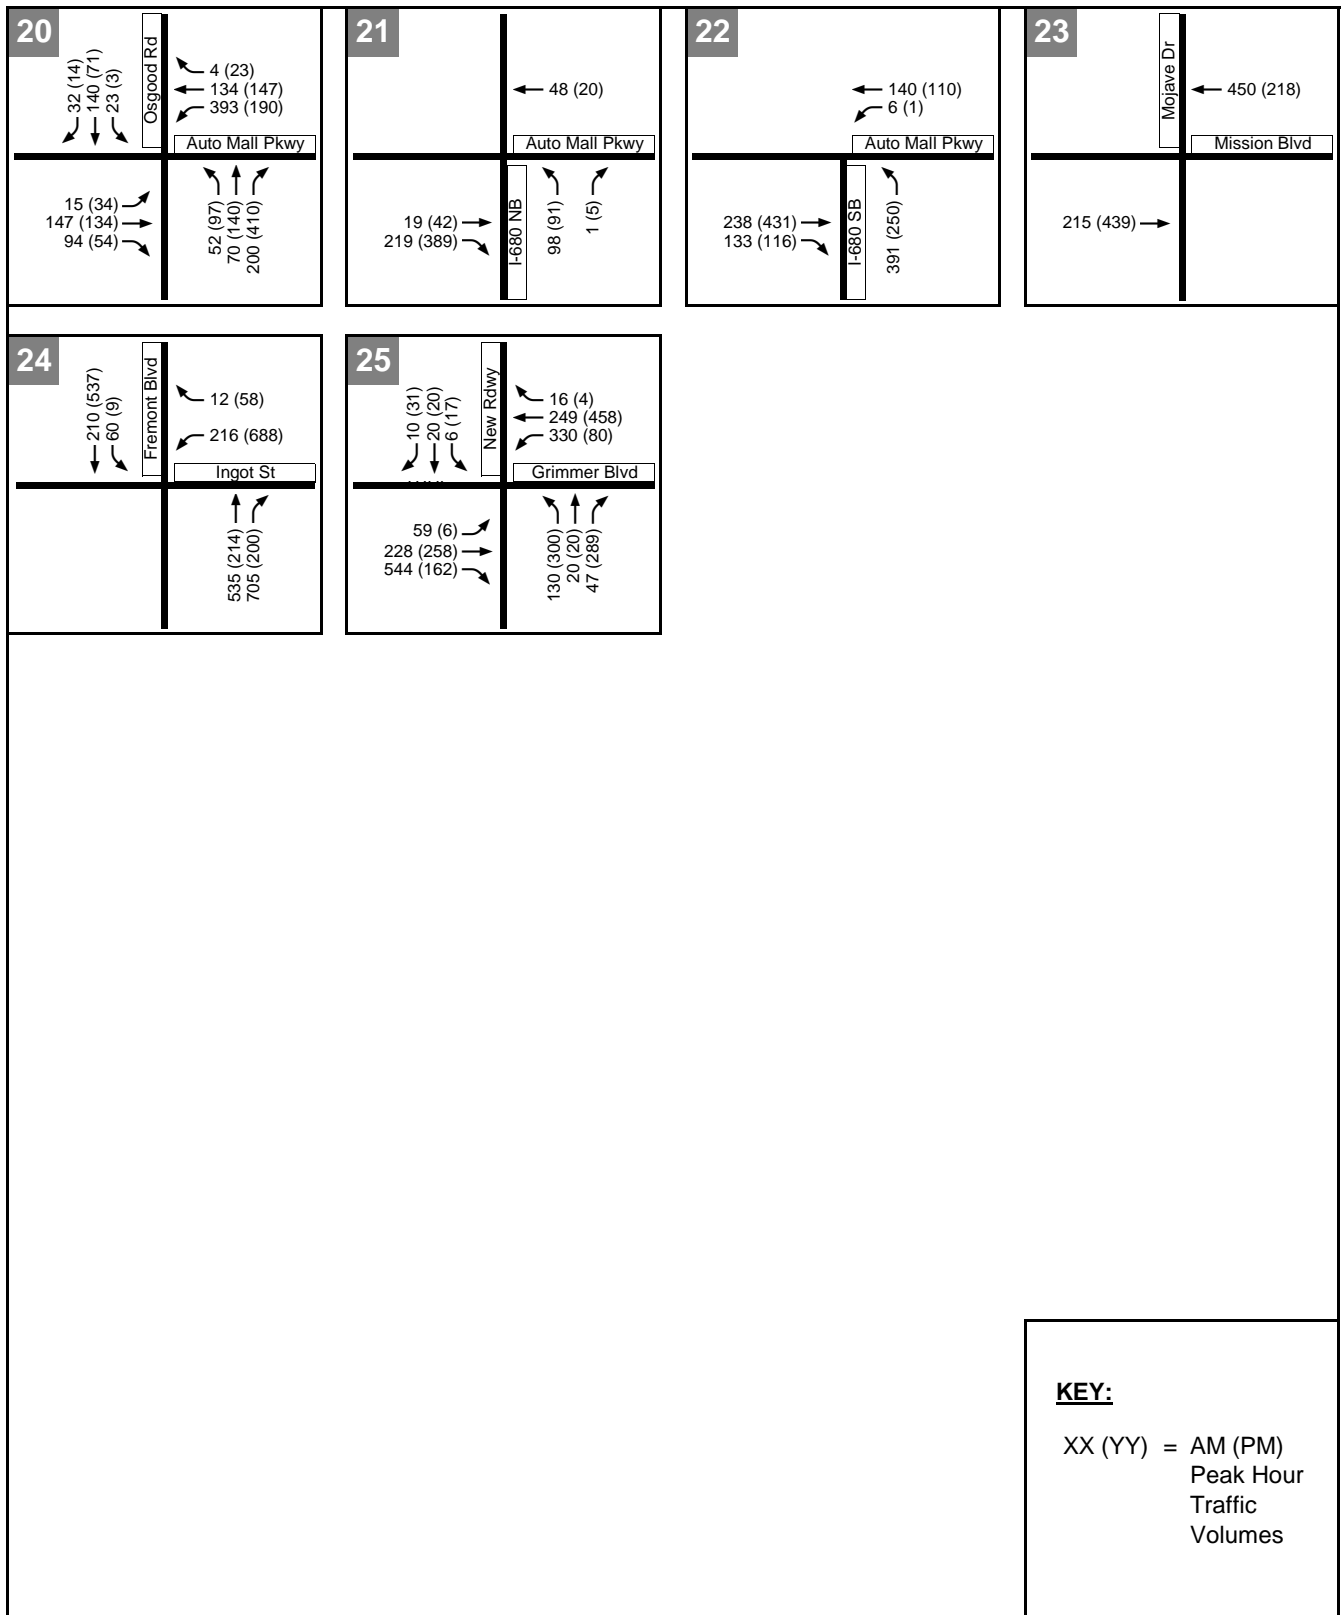 20
32 (14)
140 (71)
23 (3)
Osgood Rd
4 (23)
134 (147)
393 (190)
Auto Mall Pkwy
15 (34)
147 (134)
94 (54)
52 (97)
70 (140)
200 (410)
21
48 (20)
Auto Mall Pkwy
19 (42)
219 (389)
I-680 NB
98 (91)
1 (5)
22
140 (110)
6 (1)
Auto Mall Pkwy
238 (431)
133 (116)
I-680 SB
391 (250)
23
Mojave Dr
450 (218)
Mission Blvd
215 (439)
24
210 (537)
60 (9)
Fremont Blvd
12 (58)
216 (688)
Ingot St
535 (214)
705 (200)
25
10 (31)
20 (20)
6 (17)
New Rdwy
16 (4)
249 (458)
330 (80)
Grimmer Blvd
59 (6)
228 (258)
544 (162)
130 (300)
20 (20)
47 (289)
KEY:
XX (YY) = AM (PM)
Peak Hour
Traffic
Volumes